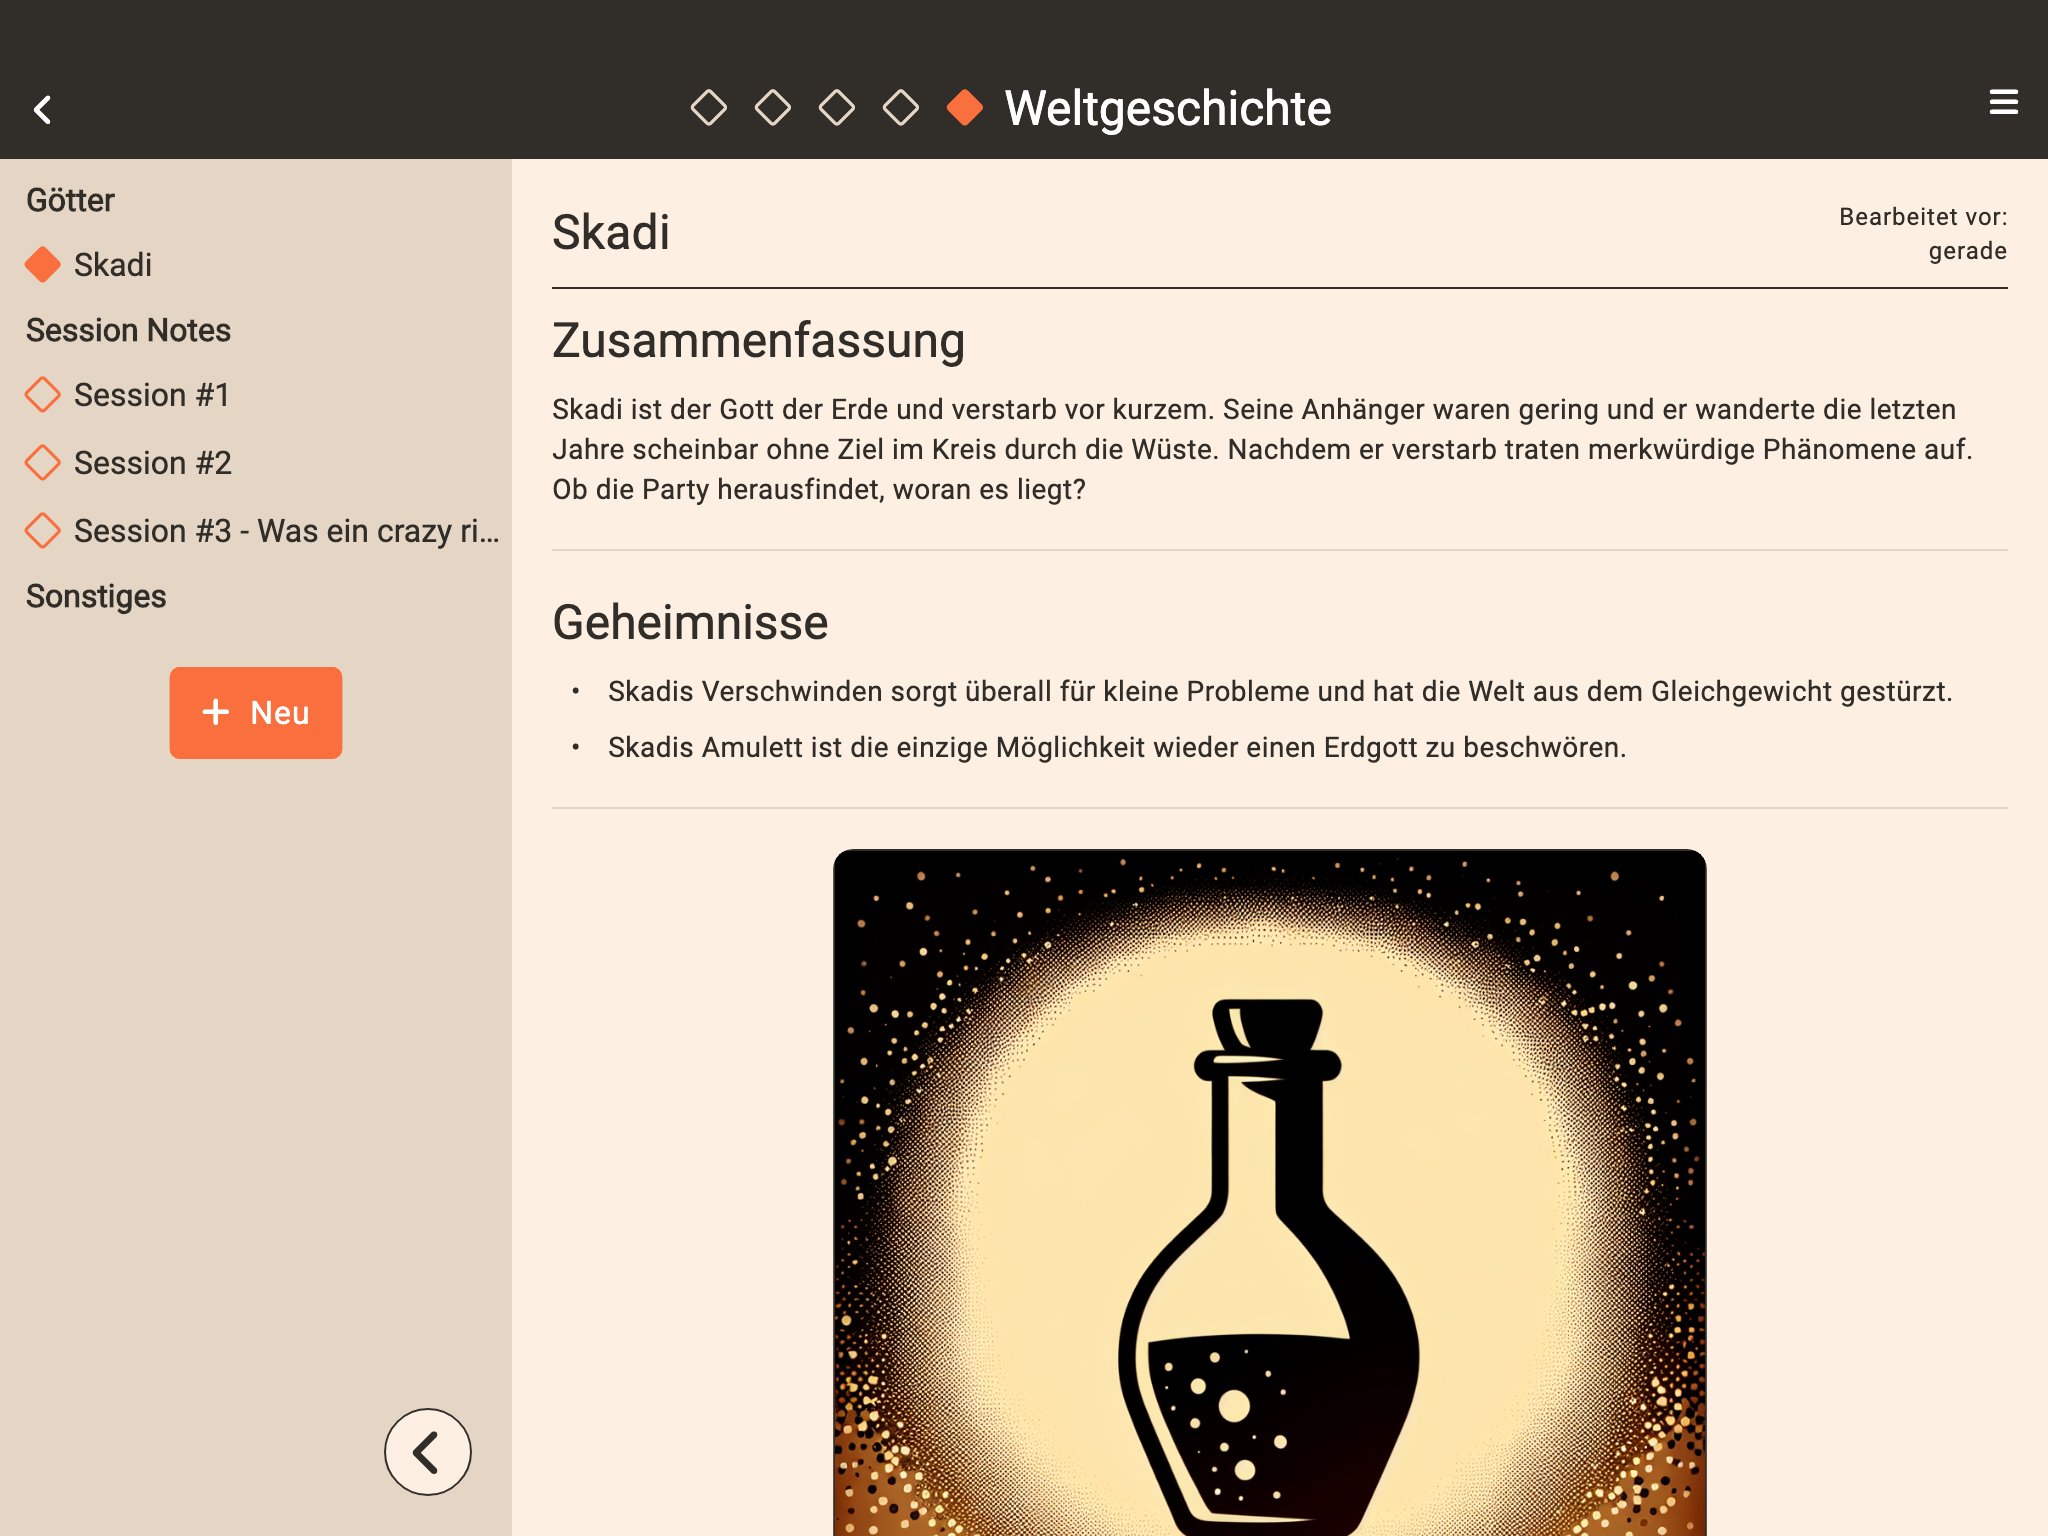 Weltgeschichte
Götter
Skadi
Session Notes
Session #1
Session #2
Session #3 - Was ein crazy ri...
Sonstiges
+ Neu
Skadi
Bearbeitet vor:
gerade
Zusammenfassung
Skadi ist der Gott der Erde und verstarb vor kurzem. Seine Anhänger waren gering und er wanderte die letzten
Jahre scheinbar ohne Ziel im Kreis durch die Wüste. Nachdem er verstarb traten merkwürdige Phänomene auf.
Ob die Party herausfindet, woran es liegt?
Geheimnisse
• Skadis Verschwinden sorgt überall für kleine Probleme und hat die Welt aus dem Gleichgewicht gestürzt.
• Skadis Amulett ist die einzige Möglichkeit wieder einen Erdgott zu beschwören.